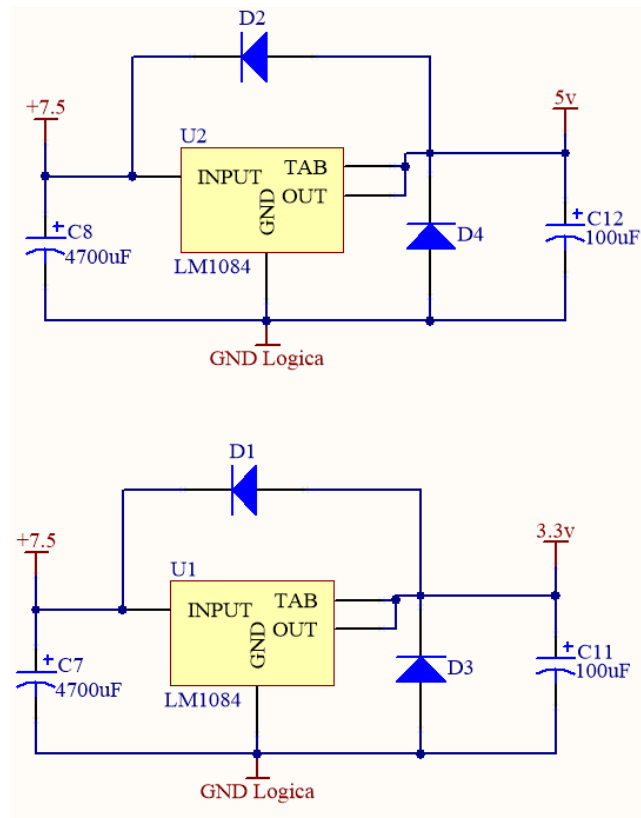 D2
+7.5
5v
U2
INPUT
TAB
OUT
GND
C8
4700uF
D4
C12
100uF
LM1084
GND Logica
D1
+7.5
3.3v
U1
INPUT
TAB
OUT
GND
C7
4700uF
D3
C11
100uF
LM1084
GND Logica